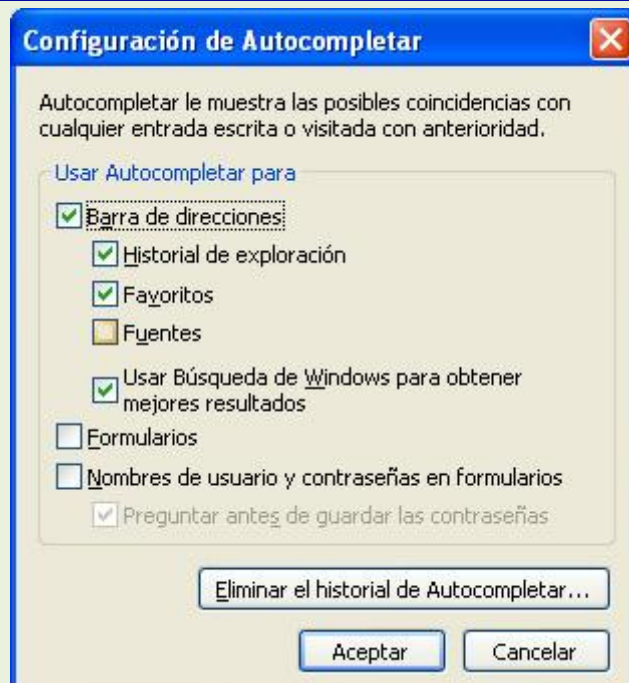 Configuración de Autocompletar
Autocompletar le muestra las posibles coincidencias con
cualquier entrada escrita o visitada con anterioridad.
Usar Autocompletar para
Barra de direcciones
Historial de exploración
Favoritos
Fuentes
Usar Búsqueda de Windows para obtener
mejores resultados
Formularios
Nombres de usuario y contraseñas en formularios
Preguntar antes de guardar las contraseñas
Eliminar el historial de Autocompletar...
Aceptar
Cancelar